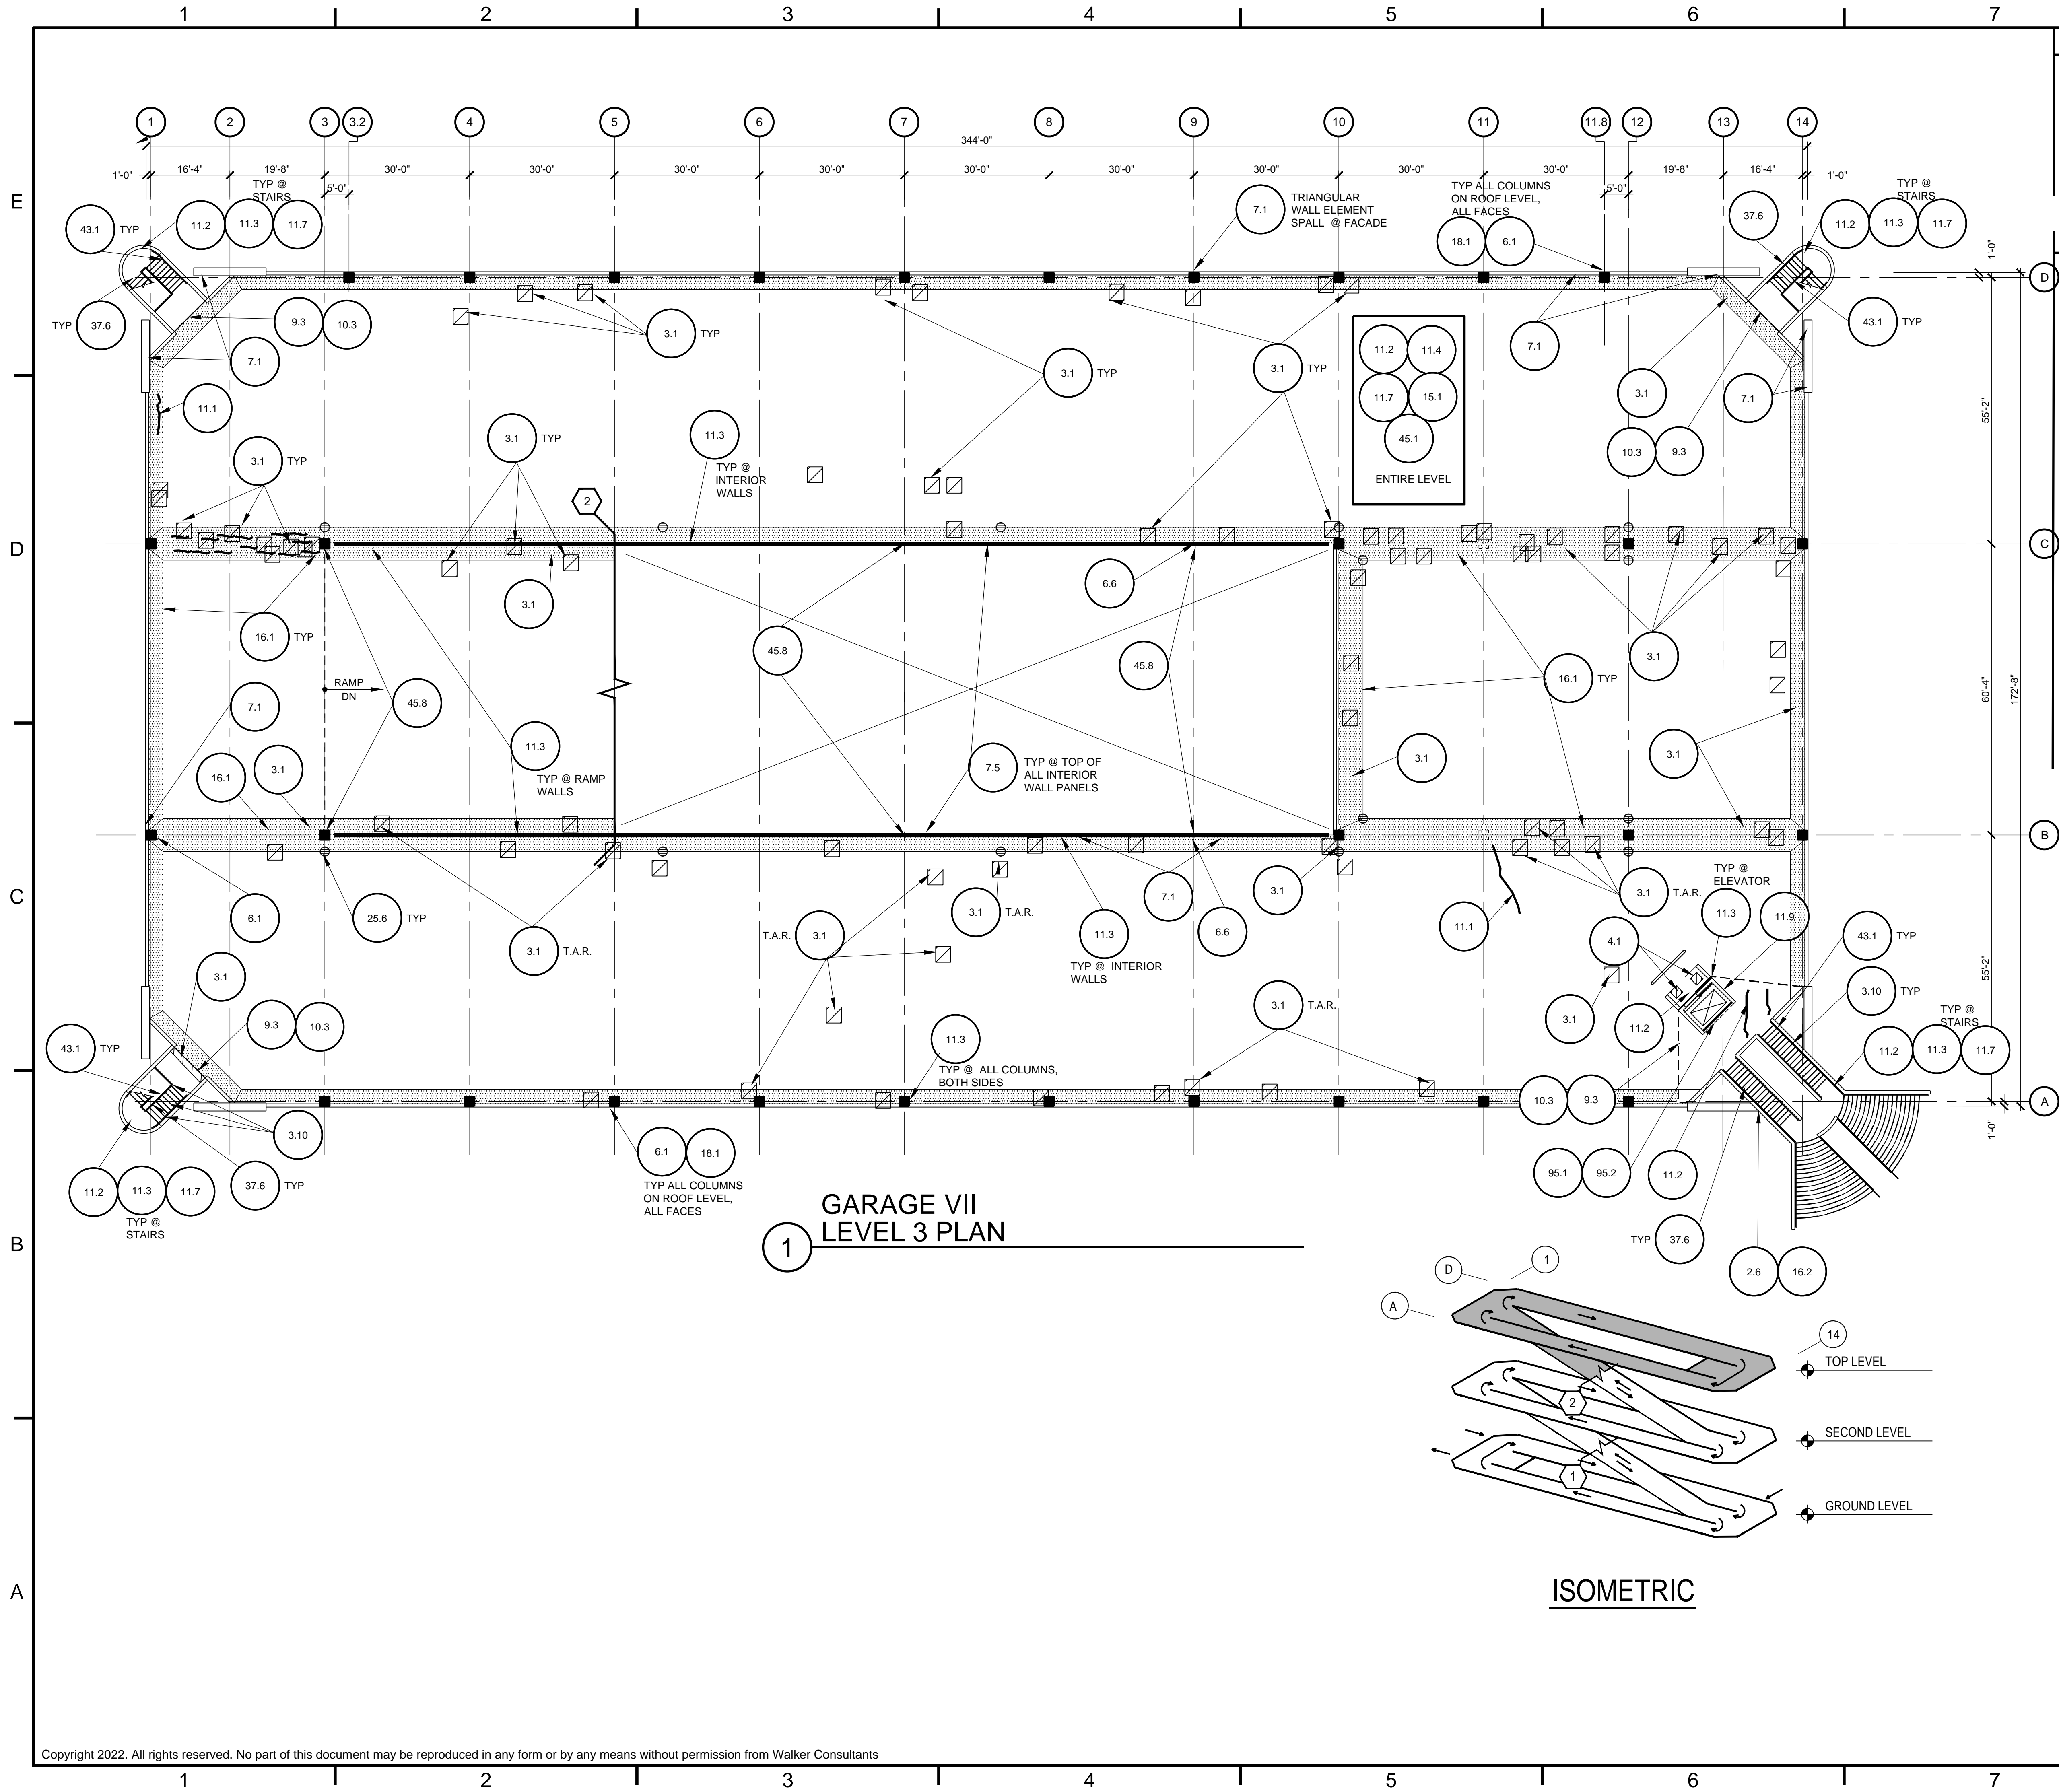 1 2 3 4 5 6 7
1 2 3 3.2 4 5 6 7 8 9 10 11 11.8 12 13 14
344'-0"
1'-0" 16'-4" 19'-8" 30'-0" 30'-0" 30'-0" 30'-0" 30'-0" 30'-0" 30'-0" 30'-0" 30'-0" 19'-8" 16'-4" 1'-0"
5'-0" 5'-0"
E
TYP @
STAIRS
43.1 TYP
11.2 11.3 11.7
7.1
TRIANGULAR
WALL ELEMENT
SPALL @ FACADE
TYP ALL COLUMNS
ON ROOF LEVEL,
ALL FACES
18.1 6.1
37.6
TYP @
STAIRS
11.2 11.3 11.7
1'-0"
D
TYP 37.6
9.3 10.3
7.1
3.1 TYP
3.1 TYP
3.1 TYP
11.2 11.4
11.7 15.1
45.1
ENTIRE LEVEL
7.1
43.1 TYP
3.1
7.1
10.3 9.3
55'-2"
11.1
3.1 TYP
3.1 TYP
11.3
TYP @
INTERIOR
WALLS
2
D
C
3.1
6.6
16.1 TYP
45.8
45.8
3.1
16.1 TYP
RAMP
DN
45.8
60'-4"
172'-8"
7.1
11.3
TYP @ RAMP
WALLS
16.1 3.1
7.5
TYP @ TOP OF
ALL INTERIOR
WALL PANELS
3.1
3.1
B
C
6.1
25.6 TYP
3.1 T.A.R.
T.A.R. 3.1
3.1
T.A.R.
11.3
TYP @ INTERIOR
WALLS
7.1
6.6
3.1
11.1
3.1 T.A.R.
TYP @
ELEVATOR
11.3
11.9
4.1
43.1 TYP
3.10 TYP
55'-2"
3.1
9.3 10.3
43.1 TYP
3.1 T.A.R.
3.1
11.2
11.3
TYP @ ALL COLUMNS,
BOTH SIDES
TYP @
STAIRS
11.2 11.3 11.7
10.3 9.3
A
1'-0"
3.10
11.2 11.3 11.7
TYP @
STAIRS
37.6 TYP
6.1 18.1
TYP ALL COLUMNS
ON ROOF LEVEL,
ALL FACES
95.1 95.2
11.2
TYP 37.6
2.6 16.2
B
1
GARAGE VII
LEVEL 3 PLAN
D 1
A
14
TOP LEVEL
2
SECOND LEVEL
1
GROUND LEVEL
ISOMETRIC
A
Copyright 2022. All rights reserved. No part of this document may be reproduced in any form or by any means without permission from Walker Consultants
1 2 3 4 5 6 7